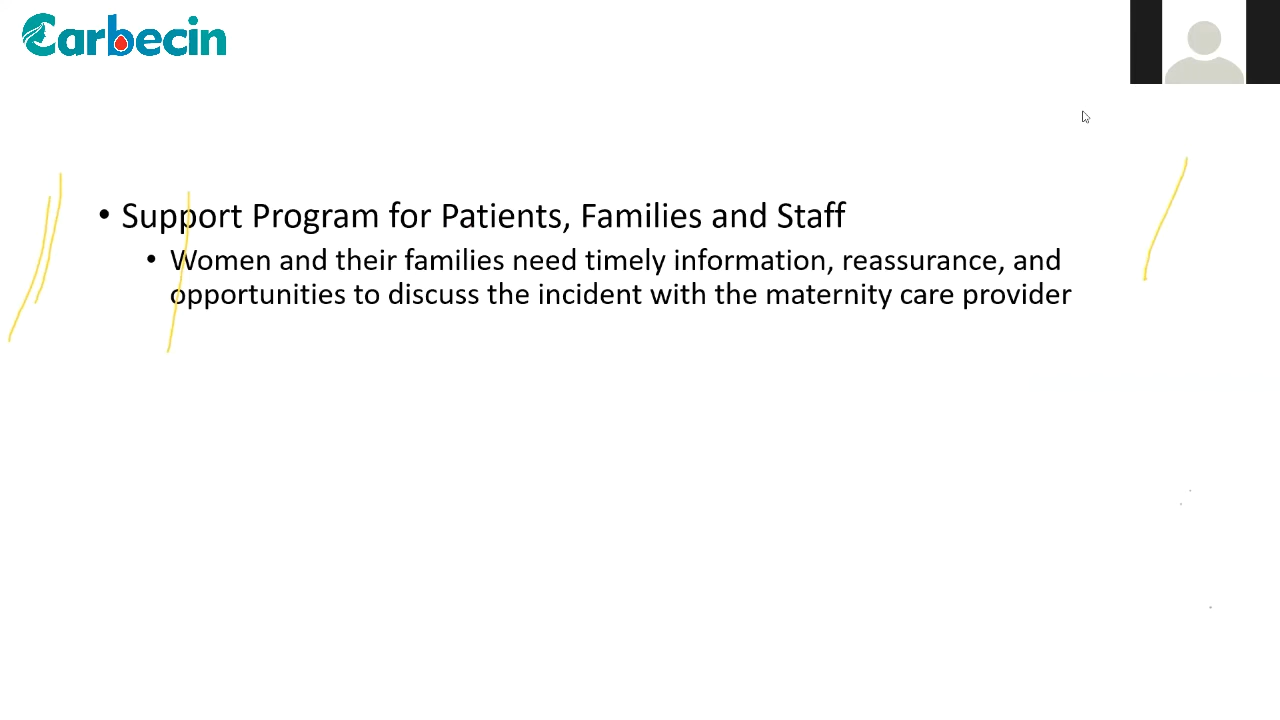 Carbecin
• Support Program for Patients, Families and Staff
• Women and their families need timely information, reassurance, and
opportunities to discuss the incident with the maternity care provider